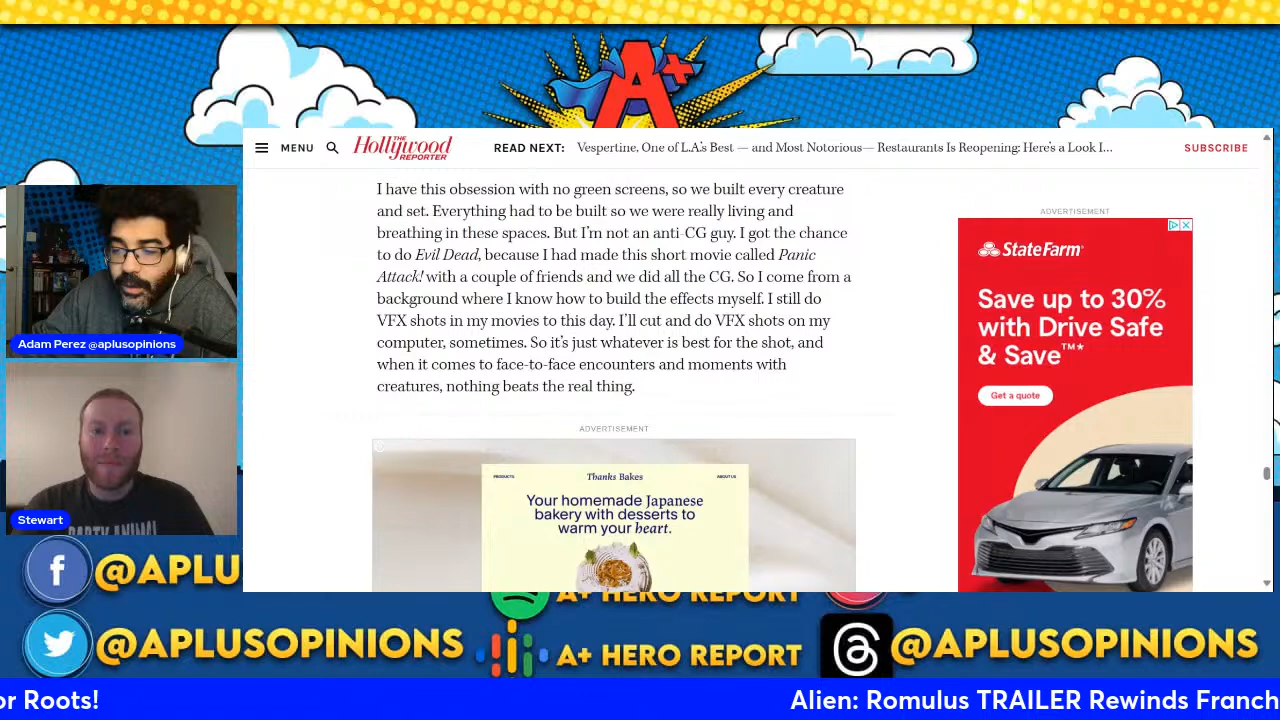 A+
MENU
THE Hollywood REPORTER
READ NEXT: Vespertine, One of L.A.'s Best — and Most Notorious— Restaurants Is Reopening: Here's a Look I...
SUBSCRIBE
I have this obsession with no green screens, so we built every creature
and set. Everything had to be built so we were really living and
breathing in those spaces. But I'm not an anti-CG guy. I got the chance
to do Evil Dead, because I had made this short movie called Panic
Attack! with a couple of friends and we did all the CG. So I come from a
background where I know how to build the effects myself. I still do
VFX shots in my movies to this day. I'll cut and do VFX shots on my
computer, sometimes. So it's just whatever is best for the shot, and
when it comes to face-to-face encounters and moments with
creatures, nothing beats the real thing.
ADVERTISEMENT
PRODUCTS
Thanks Bakes
ABOUT US
Your homemade Japanese
bakery with desserts to
warm your heart.
ADVERTISEMENT
StateFarm®
Save up to 30%
with Drive Safe
& Save™*
Get a quote
Adam Perez @aplusopinions
PARTY ANIMAL
Stewart
f @APLU
A+ HERO REPORT
@APLUSOPINIONS
A+ HERO REPORT
@APLUSOPINIONS
or Roots!
Alien: Romulus TRAILER Rewinds Franch